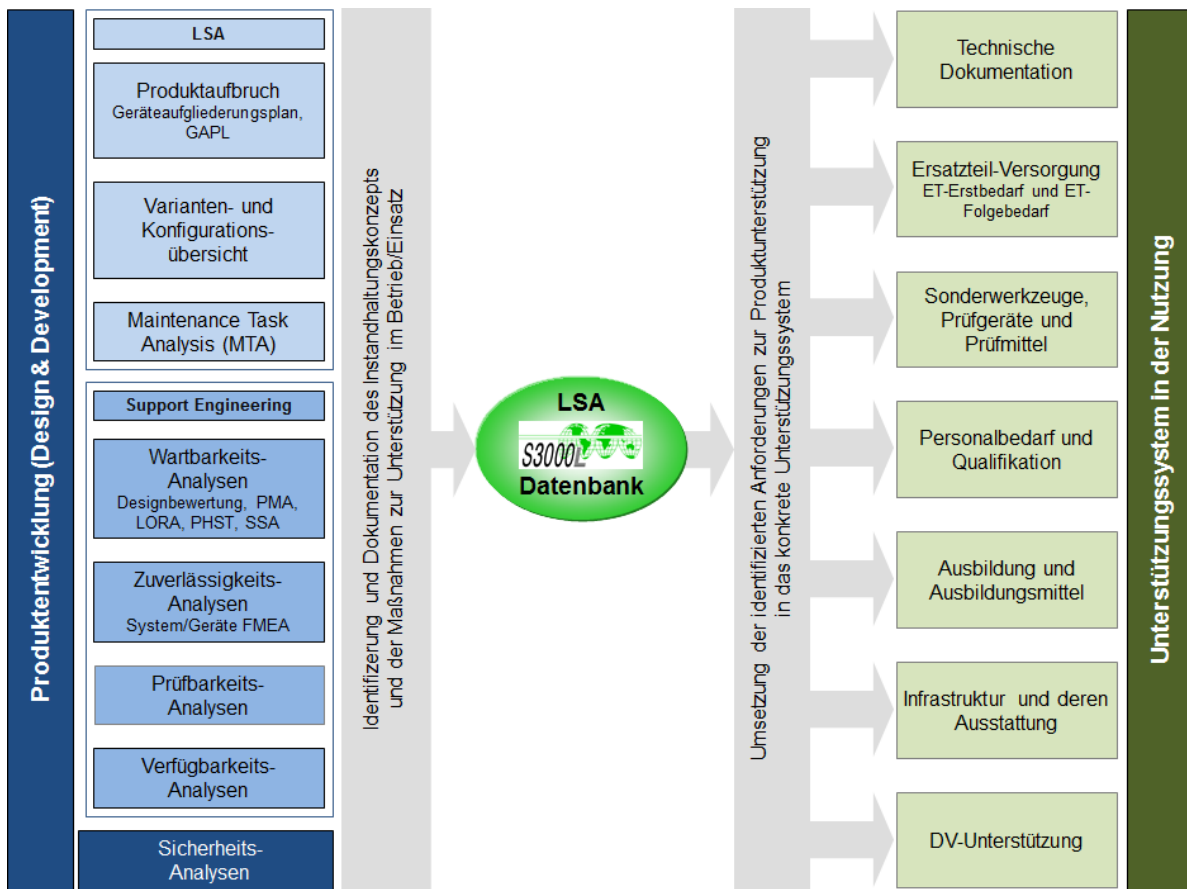 Produktentwicklung (Design & Development)
LSA
Produktaufbruch
Geräteaufgliederungsplan,
GAPL
Varianten- und
Konfigurations-
übersicht
Maintenance Task
Analysis (MTA)
Support Engineering
Wartbarkeits-
Analysen
Designbewertung, PMA,
LORA, PHST, SSA
Zuverlässigkeits-
Analysen
System/Geräte FMEA
Prüfbarkeits-
Analysen
Verfügbarkeits-
Analysen
Sicherheits-
Analysen
Identifizerung und Dokumentation des Instandhaltungskonzepts
und der Maßnahmen zur Unterstützung im Betrieb/Einsatz
LSA
S3000L
Datenbank
Umsetzung der identifizierten Anforderungen zur Produktunterstützung
in das konkrete Unterstützungssystem
Technische
Dokumentation
Ersatzteil-Versorgung
ET-Erstbedarf und ET-
Folgebedarf
Sonderwerkzeuge,
Prüfgeräte und
Prüfmittel
Personalbedarf und
Qualifikation
Ausbildung und
Ausbildungsmittel
Infrastruktur und deren
Ausstattung
DV-Unterstützung
Unterstützungssystem in der Nutzung